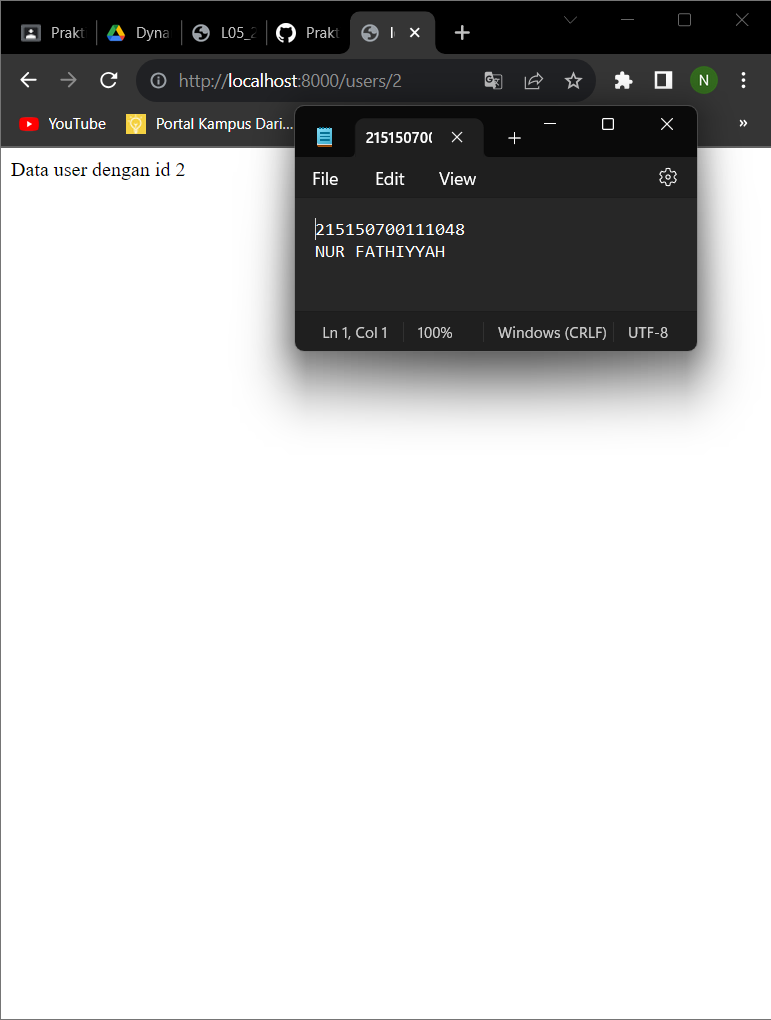 Prakt
Dyna
L05_2
Prakt
http://localhost:8000/users/2
N
YouTube
Portal Kampus Dari...
»
Data user dengan id 2
21515070
File
Edit
View
215150700111048
NUR FATHIYYAH
Ln 1, Col 1
100%
Windows (CRLF)
UTF-8